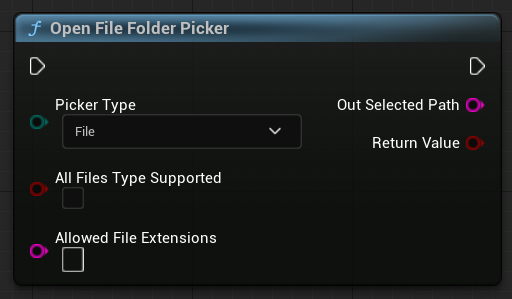 f Open File Folder Picker
Picker Type
File
Out Selected Path
Return Value
All Files Type Supported
Allowed File Extensions